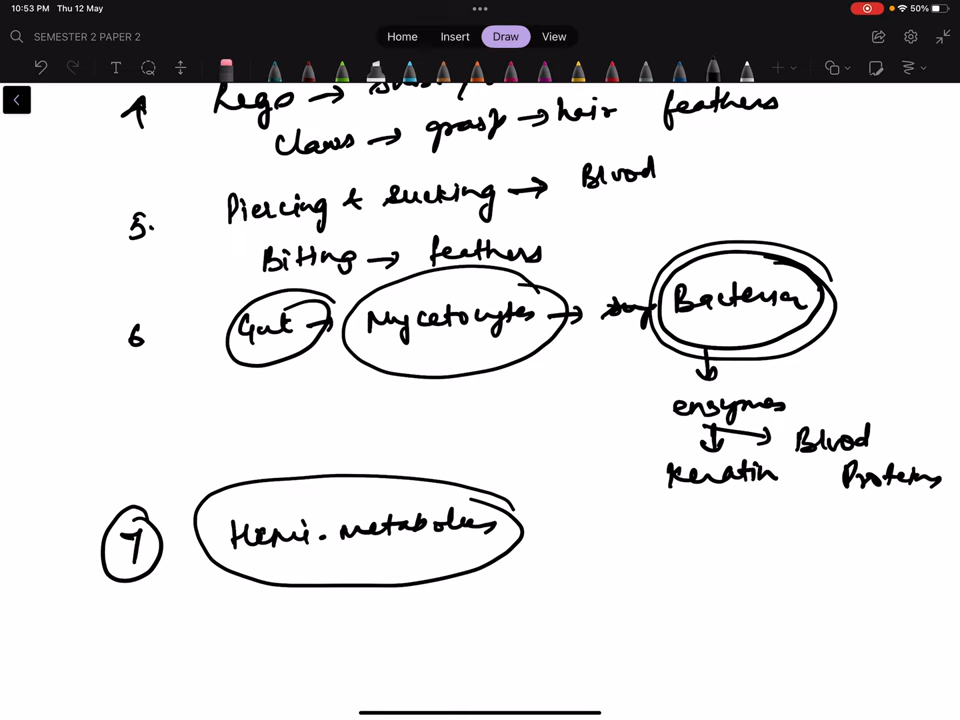 10:53 PM Thu 12 May
50%
SEMESTER 2 PAPER 2
Home Insert Draw View
4 Legs →
Claws → grasp → hair feathers
5. Piercing & Sucking → Blood
Bitting → feathers
6 Gut → Mycetocytes → Bacteria
↓
enzymes
↓ → Blood
Keratin Proteins
7 Hemi-metabolus